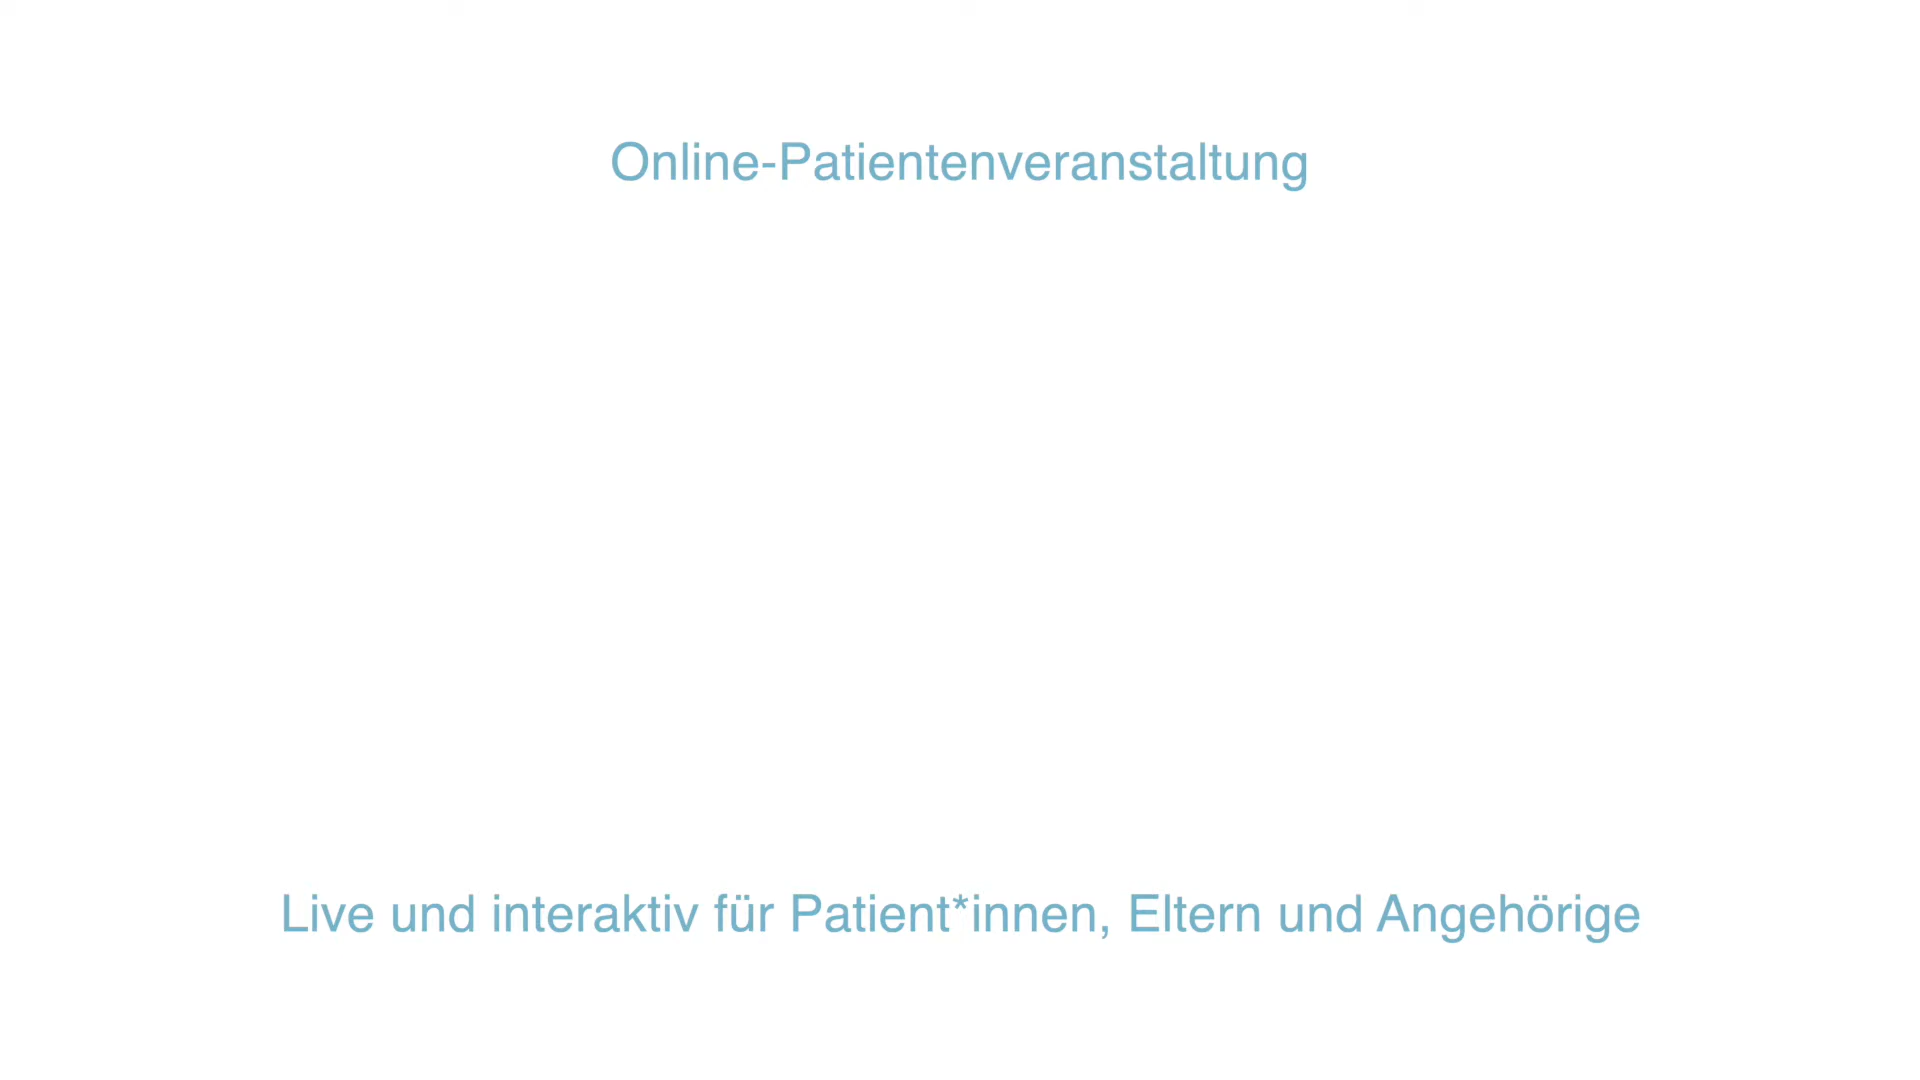 Online-Patientenveranstaltung
Live und interaktiv für Patient*innen, Eltern und Angehörige